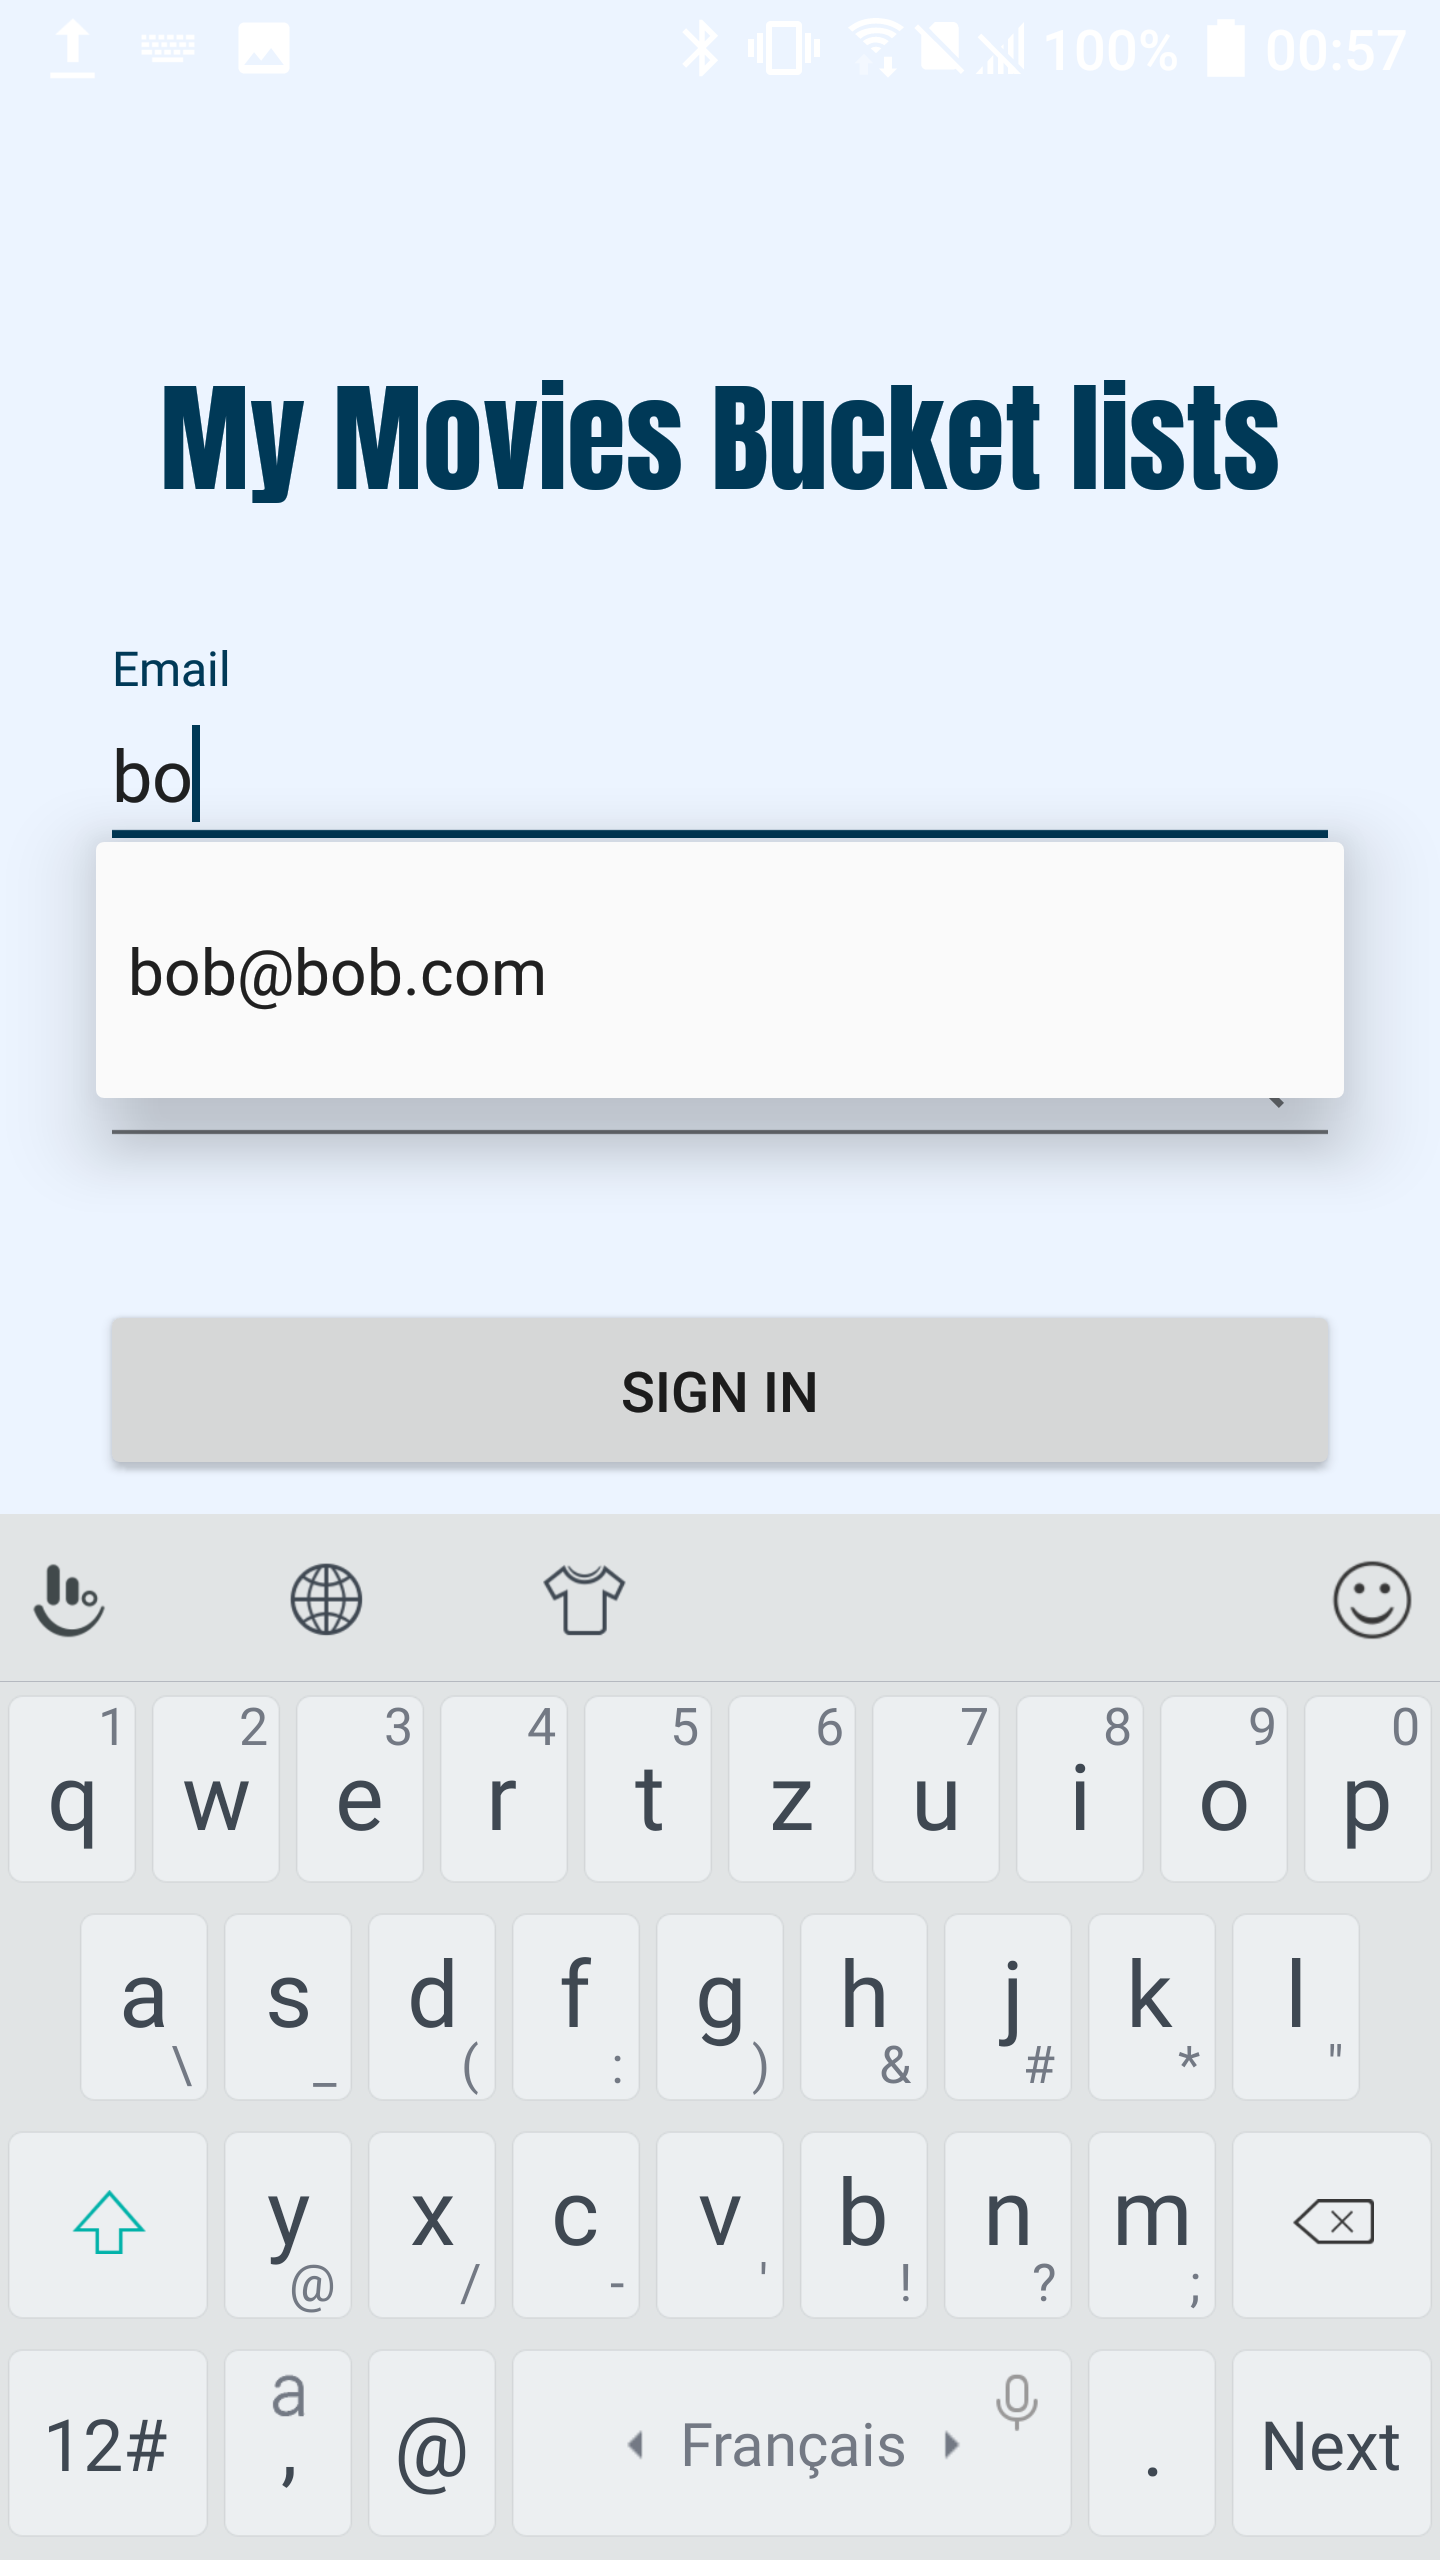 100% 00:57
My Movies Bucket lists
Email
bo
bob@bob.com
SIGN IN
1 2 3 4 5 6 7 8 9 0
q w e r t z u i o p
a s d f g h j k l
\ _ ( : ) & # * "
y x c v b n m
@ / - ' ! ? ;
a
12# , @ Français . Next